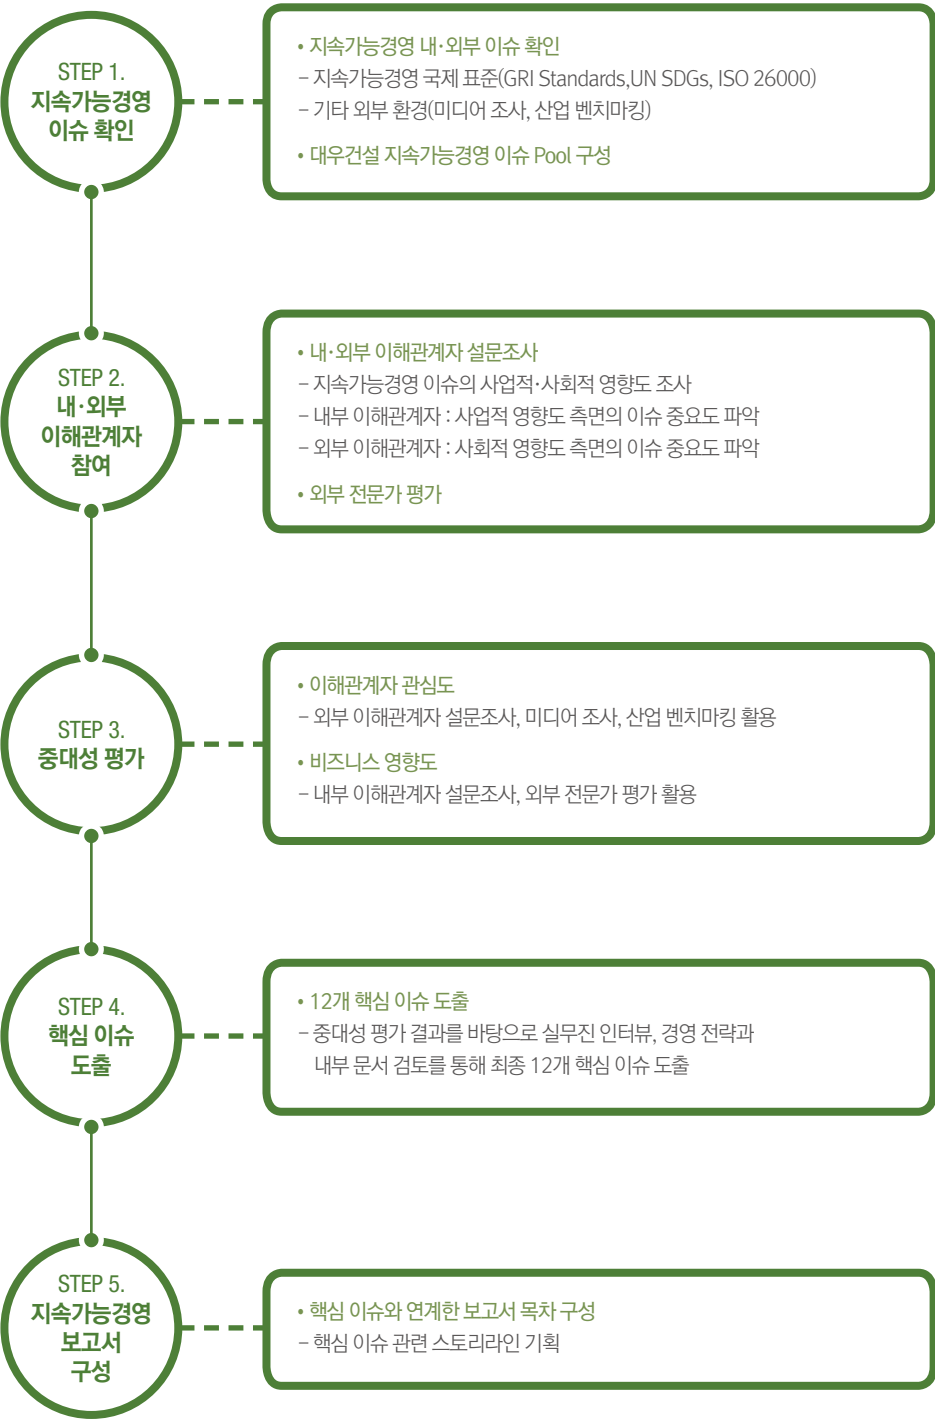 STEP 1.
지속가능경영
이슈 확인
• 지속가능경영 내·외부 이슈 확인
– 지속가능경영 국제 표준(GRI Standards,UN SDGs, ISO 26000)
– 기타 외부 환경(미디어 조사, 산업 벤치마킹)
• 대우건설 지속가능경영 이슈 Pool 구성
STEP 2.
내·외부
이해관계자
참여
• 내·외부 이해관계자 설문조사
– 지속가능경영 이슈의 사업적·사회적 영향도 조사
– 내부 이해관계자 : 사업적 영향도 측면의 이슈 중요도 파악
– 외부 이해관계자 : 사회적 영향도 측면의 이슈 중요도 파악
• 외부 전문가 평가
STEP 3.
중대성 평가
• 이해관계자 관심도
– 외부 이해관계자 설문조사, 미디어 조사, 산업 벤치마킹 활용
• 비즈니스 영향도
– 내부 이해관계자 설문조사, 외부 전문가 평가 활용
STEP 4.
핵심 이슈
도출
• 12개 핵심 이슈 도출
– 중대성 평가 결과를 바탕으로 실무진 인터뷰, 경영 전략과
내부 문서 검토를 통해 최종 12개 핵심 이슈 도출
STEP 5.
지속가능경영
보고서
구성
• 핵심 이슈와 연계한 보고서 목차 구성
– 핵심 이슈 관련 스토리라인 기획